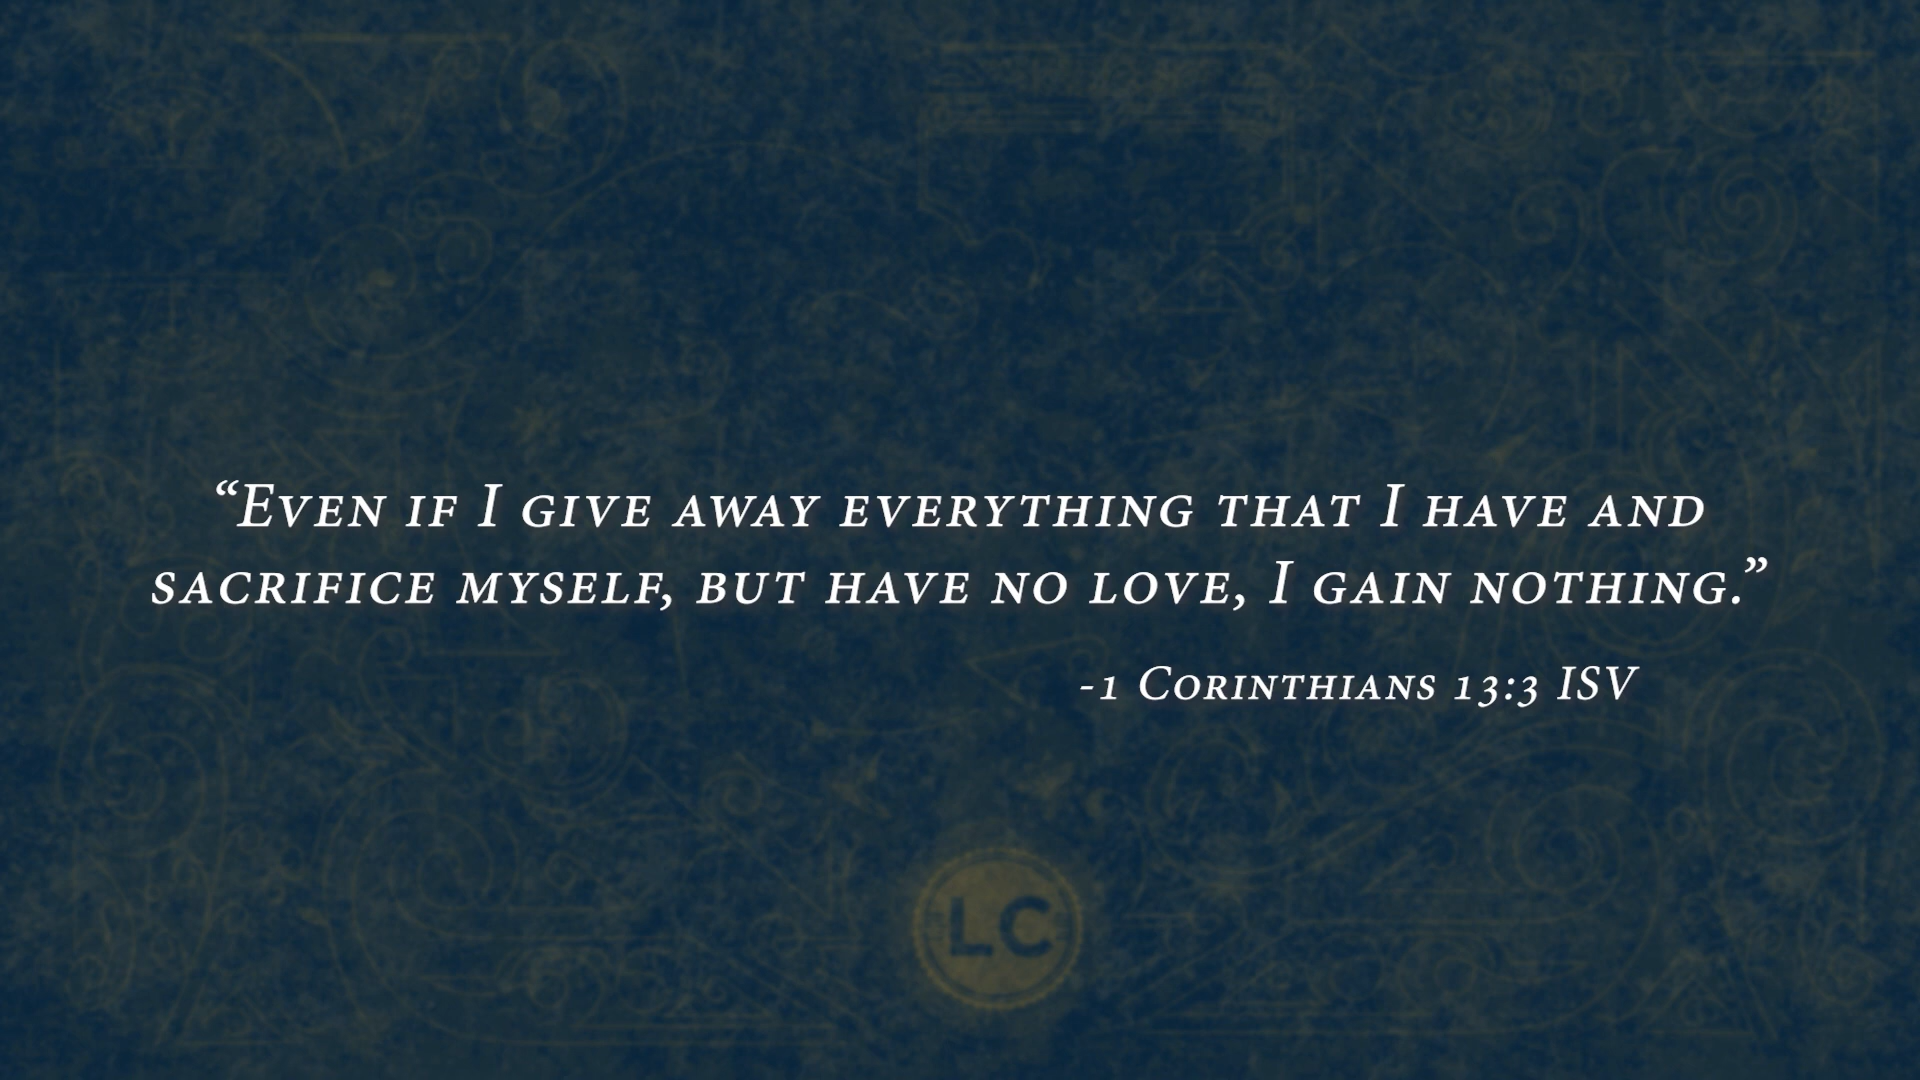 “Even if I give away everything that I have and
sacrifice myself, but have no love, I gain nothing.”
-1 Corinthians 13:3 ISV
LC